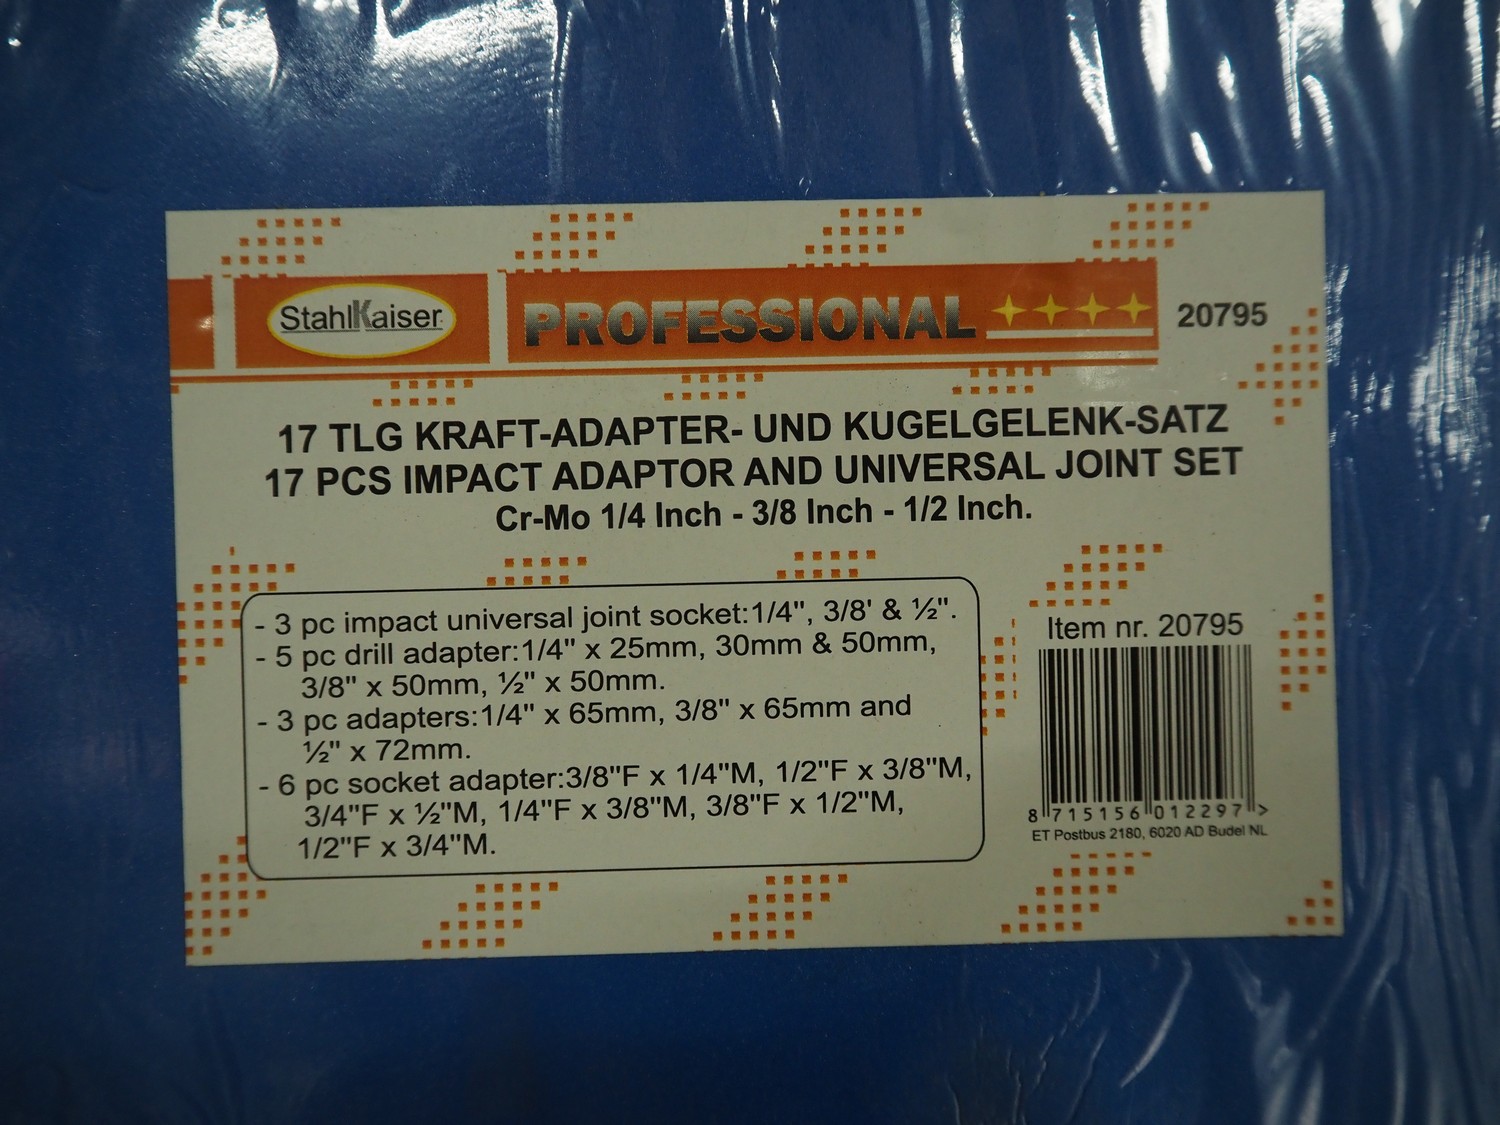 StahlKaiser PROFESSIONAL 20795
17 TLG KRAFT-ADAPTER- UND KUGELGELENK-SATZ
17 PCS IMPACT ADAPTOR AND UNIVERSAL JOINT SET
Cr-Mo 1/4 Inch - 3/8 Inch - 1/2 Inch.
- 3 pc impact universal joint socket:1/4", 3/8' & ½".
- 5 pc drill adapter:1/4" x 25mm, 30mm & 50mm,
3/8" x 50mm, ½" x 50mm.
- 3 pc adapters:1/4" x 65mm, 3/8" x 65mm and
½" x 72mm.
- 6 pc socket adapter:3/8"F x 1/4"M, 1/2"F x 3/8"M,
3/4"F x ½"M, 1/4"F x 3/8"M, 3/8"F x 1/2"M,
1/2"F x 3/4"M.
Item nr. 20795
8 715156 012297 >
ET Postbus 2180, 6020 AD Budel NL